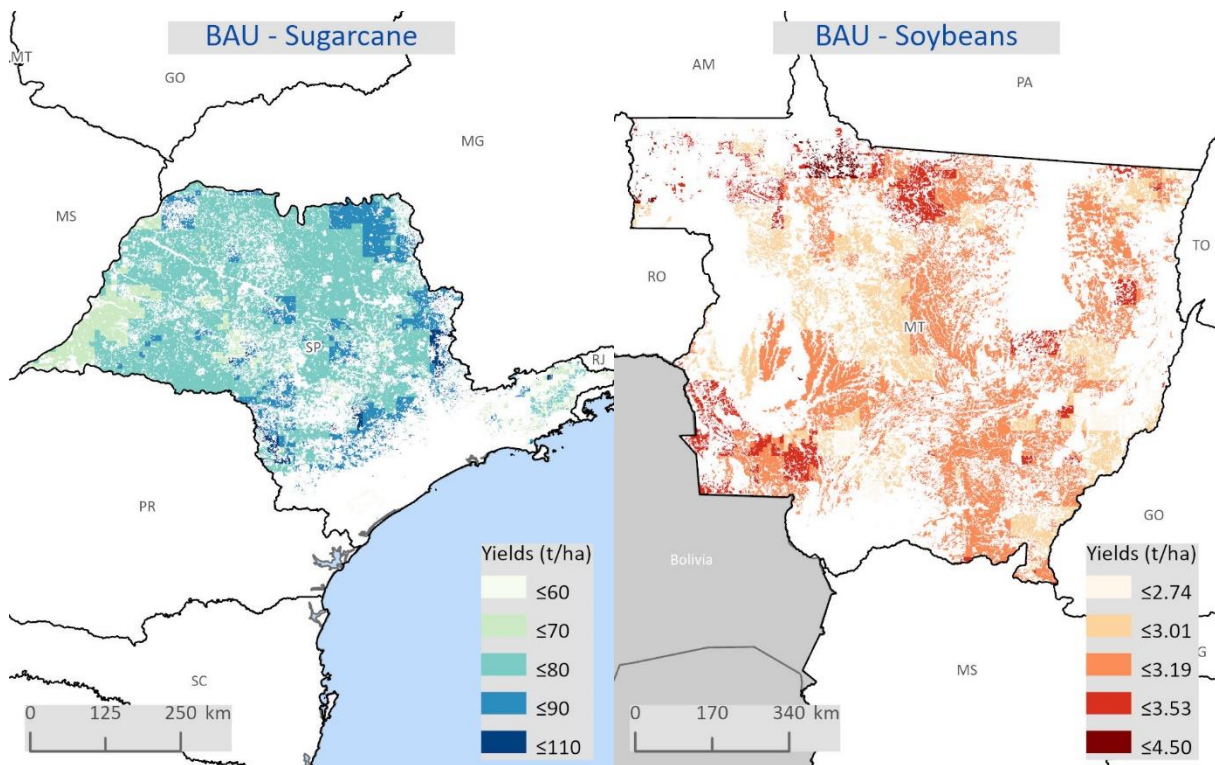 BAU - Sugarcane
MT
GO
MG
MS
SP
RJ
PR
SC
Yields (t/ha)
≤60
≤70
≤80
≤90
≤110
0 125 250 km
BAU - Soybeans
AM
PA
TO
RO
MT
GO
Bolivia
MS
G
Yields (t/ha)
≤2.74
≤3.01
≤3.19
≤3.53
≤4.50
0 170 340 km